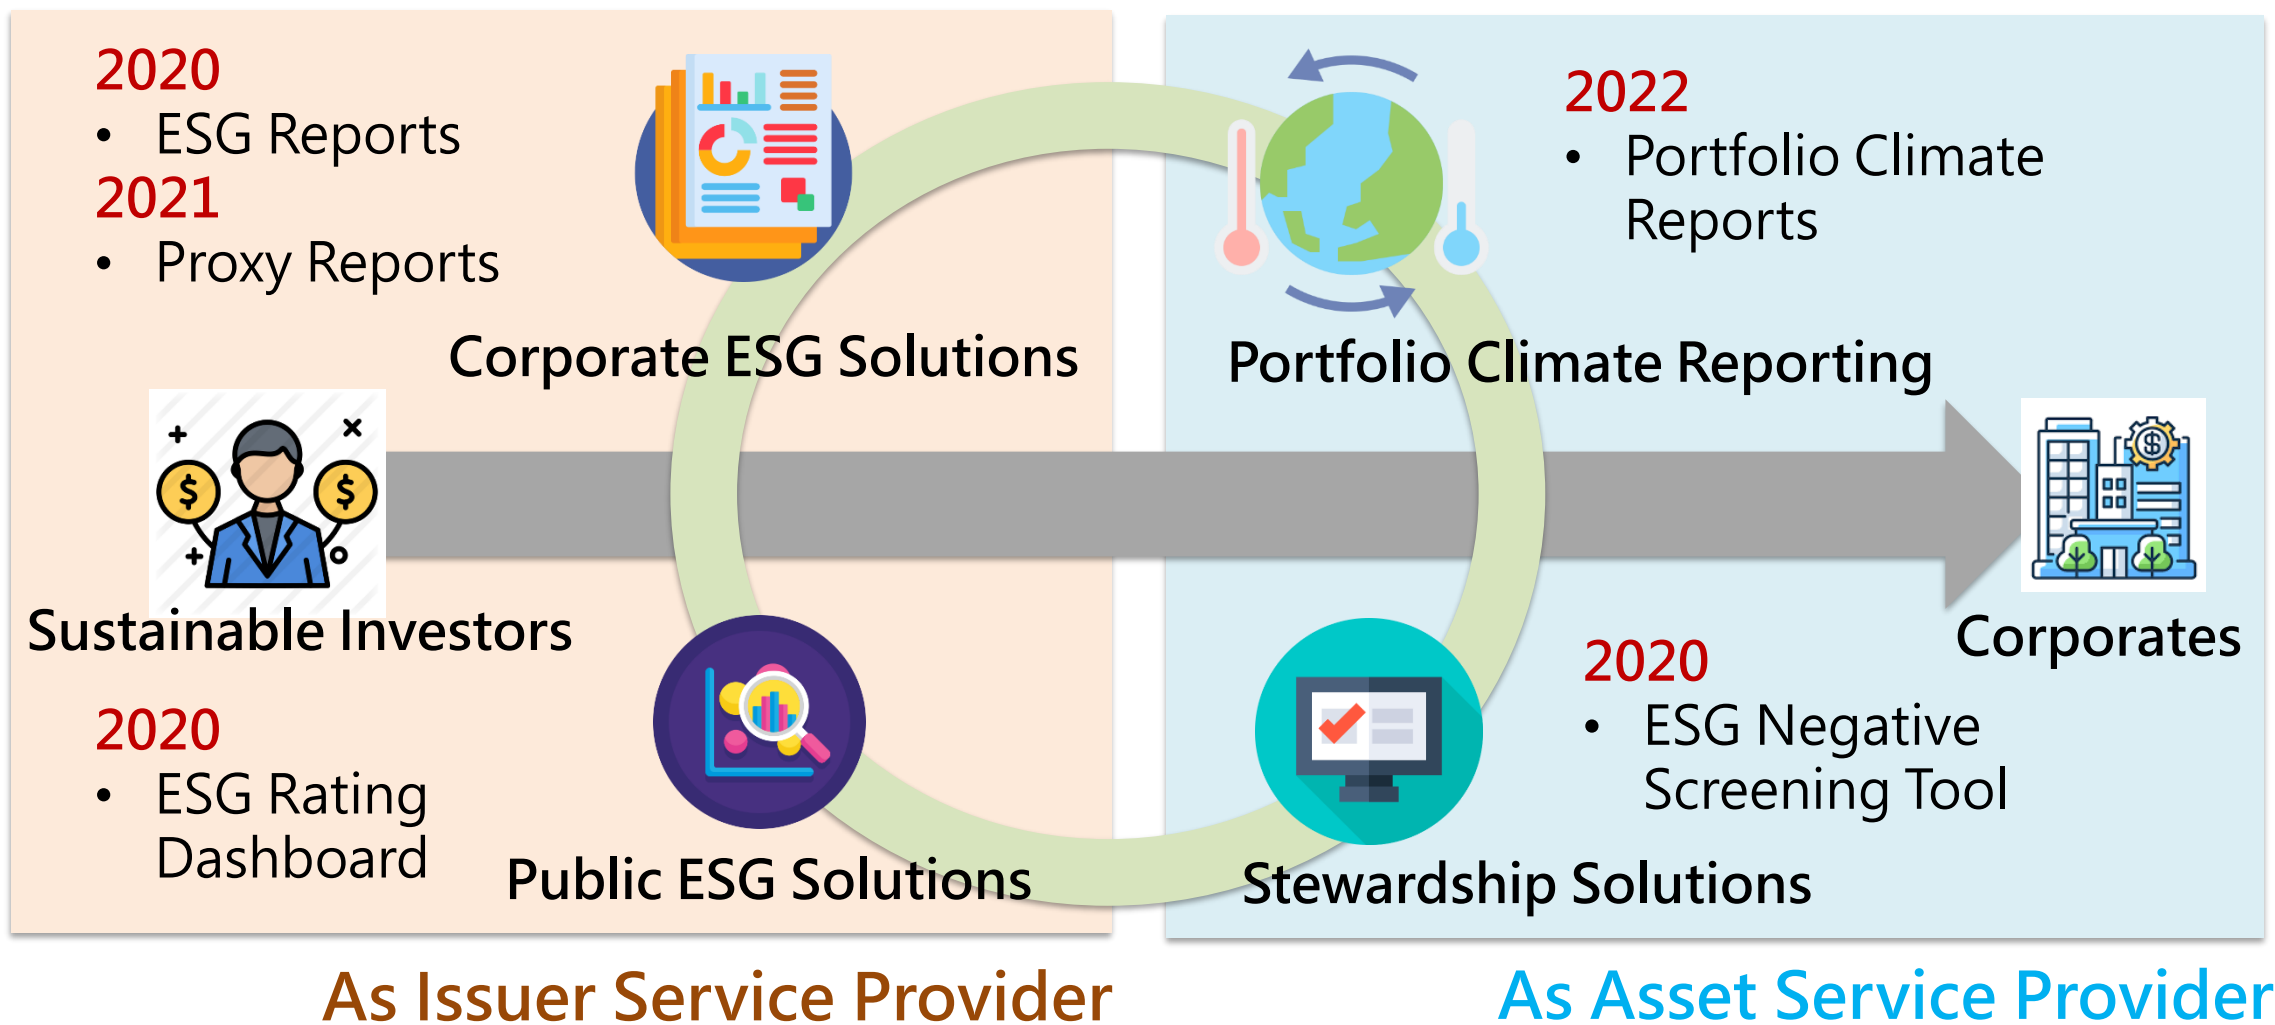 2020
• ESG Reports
2021
• Proxy Reports
Corporate ESG Solutions
2022
• Portfolio Climate
Reports
Portfolio Climate Reporting
$ $
$
Sustainable Investors
Corporates
2020
• ESG Rating
Dashboard
Public ESG Solutions
2020
• ESG Negative
Screening Tool
Stewardship Solutions
As Issuer Service Provider
As Asset Service Provider